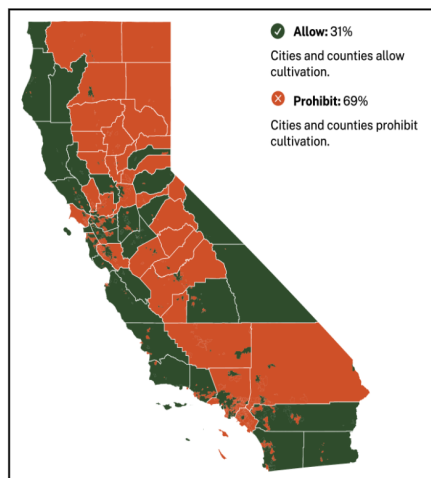 Allow: 31%
Cities and counties allow
cultivation.
Prohibit: 69%
Cities and counties prohibit
cultivation.